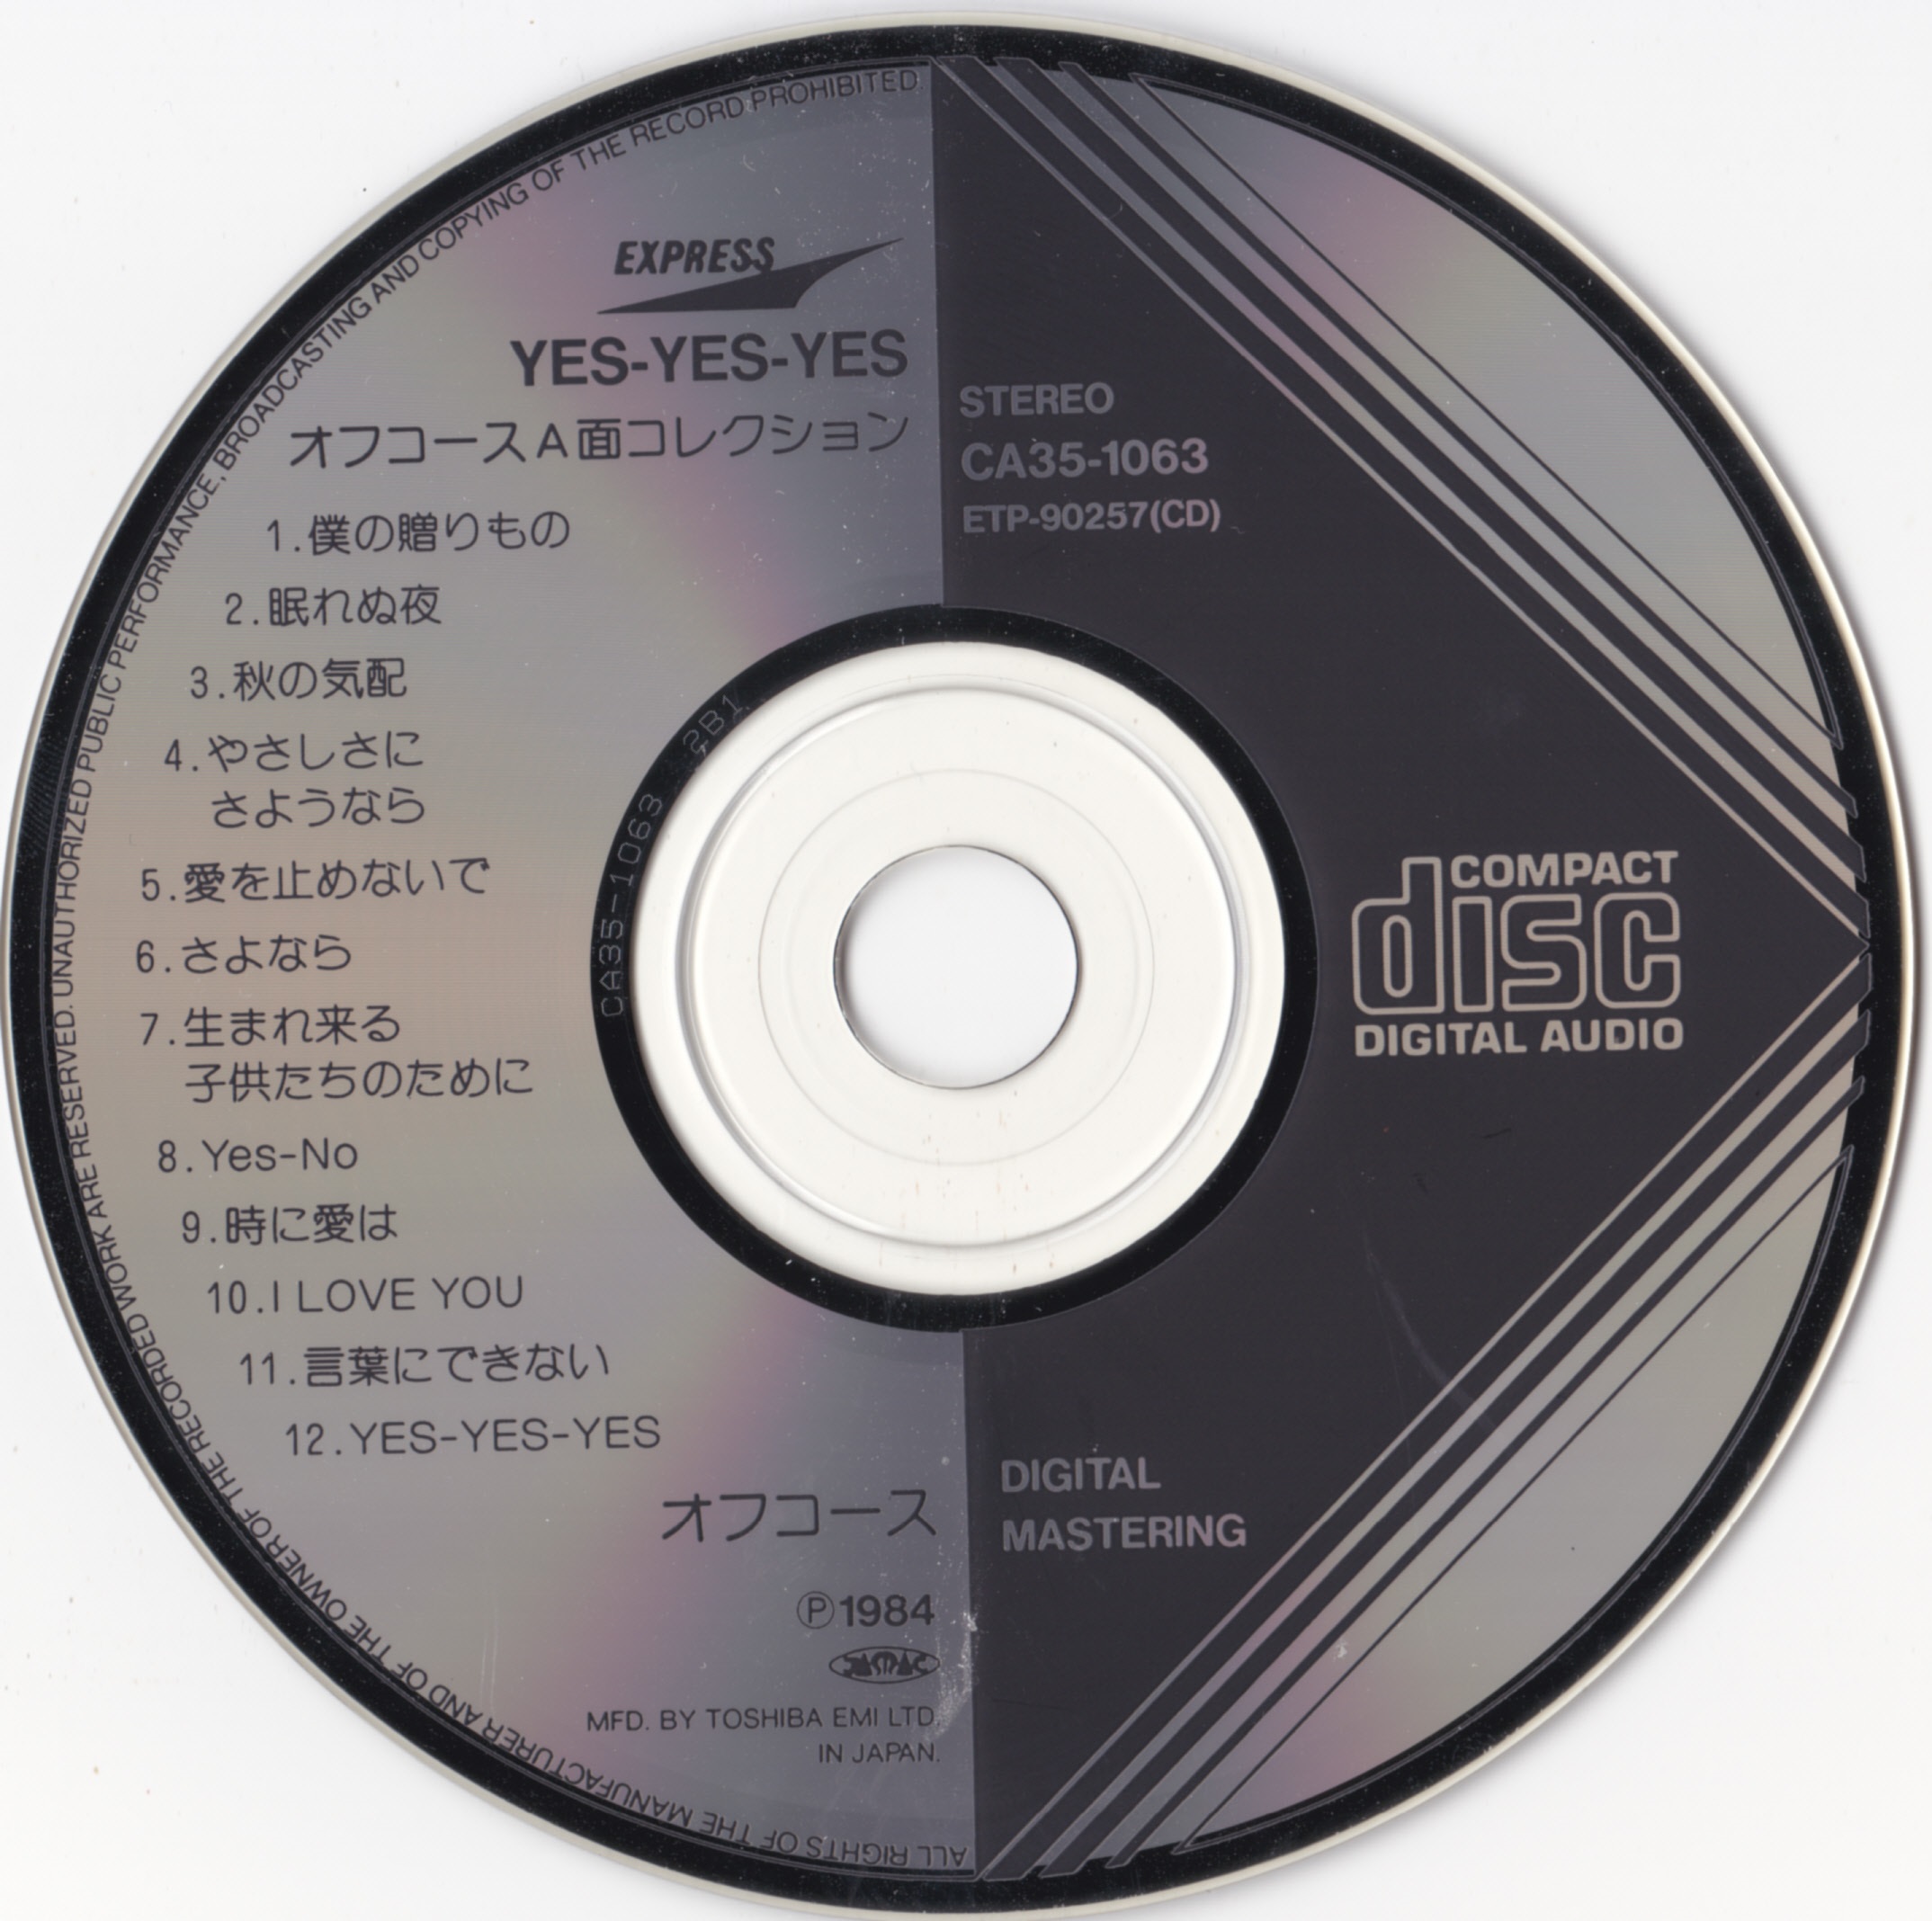 EXPRESS
YES-YES-YES
オフコースA面コレクション
1.僕の贈りもの
2.眠れぬ夜
3.秋の気配
4.やさしさに
さようなら
5.愛を止めないで
6.さよなら
7.生まれ来る
子供たちのために
8.Yes-No
9.時に愛は
10.I LOVE YOU
11.言葉にできない
12.YES-YES-YES
オフコース
Ⓟ1984
MFD. BY TOSHIBA EMI LTD.
IN JAPAN.
STEREO
CA35-1063
ETP-90257(CD)
COMPACT
disc
DIGITAL AUDIO
DIGITAL
MASTERING
CA35-1063 2B1
ALL RIGHTS OF THE MANUFACTURER AND OF THE OWNER OF THE RECORDED WORK ARE RESERVED. UNAUTHORIZED PUBLIC PERFORMANCE, BROADCASTING AND COPYING OF THE RECORD PROHIBITED